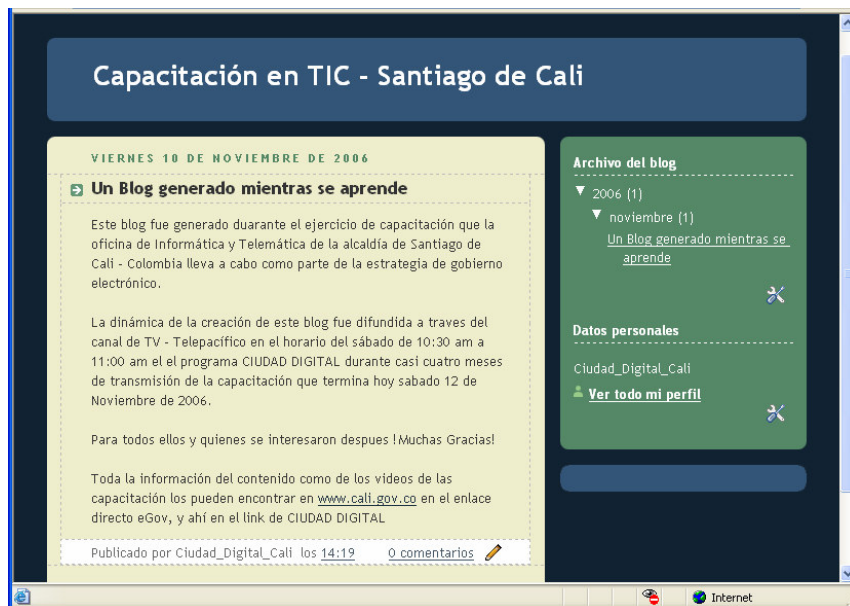 Capacitación en TIC - Santiago de Cali
VIERNES 10 DE NOVIEMBRE DE 2006
Un Blog generado mientras se aprende
Este blog fue generado duarante el ejercicio de capacitación que la
oficina de Informática y Telemática de la alcaldía de Santiago de
Cali - Colombia lleva a cabo como parte de la estrategia de gobierno
electrónico.
La dinámica de la creación de este blog fue difundida a traves del
canal de TV - Telepacífico en el horario del sábado de 10:30 am a
11:00 am el el programa CIUDAD DIGITAL durante casi cuatro meses
de transmisión de la capacitación que termina hoy sabado 12 de
Noviembre de 2006.
Para todos ellos y quienes se interesaron despues !Muchas Gracias!
Toda la información del contenido como de los videos de las
capacitación los pueden encontrar en www.cali.gov.co en el enlace
directo eGov, y ahí en el link de CIUDAD DIGITAL
Publicado por Ciudad_Digital_Cali los 14:19 0 comentarios
Archivo del blog
2006 (1)
noviembre (1)
Un Blog generado mientras se
aprende
Datos personales
Ciudad_Digital_Cali
Ver todo mi perfil
Internet